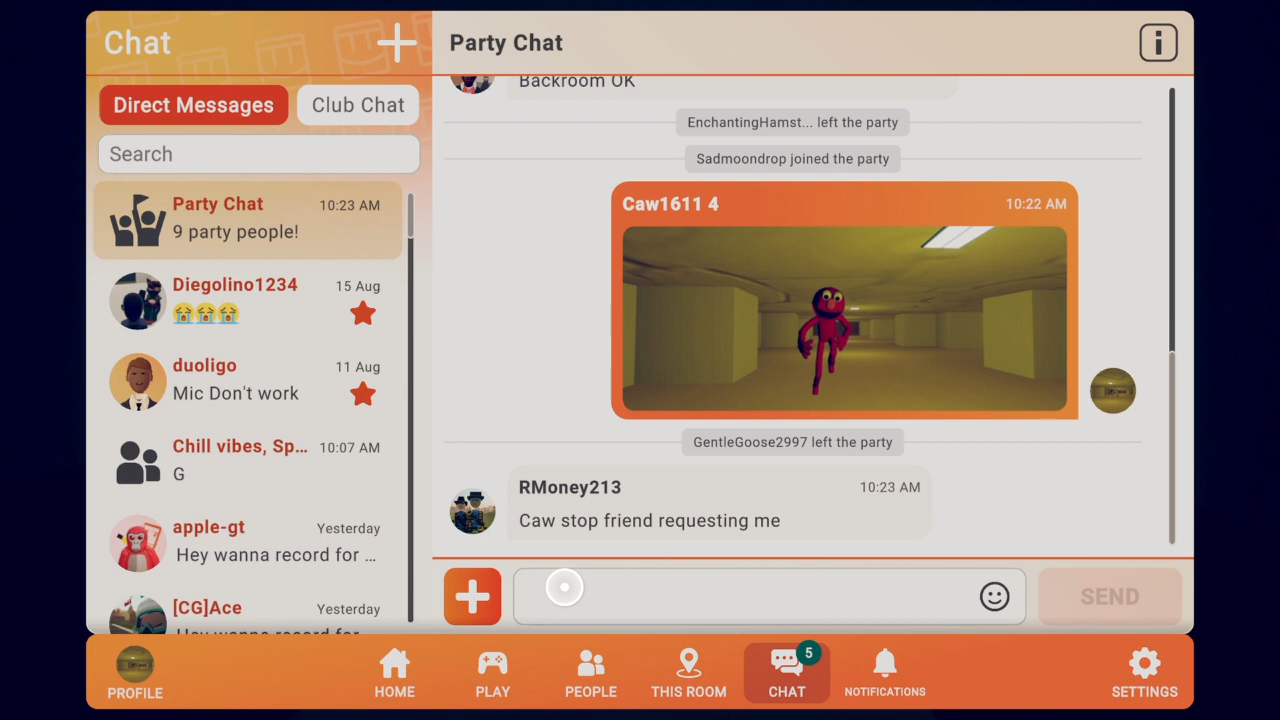 Chat
Direct Messages
Club Chat
Search
Party Chat
10:23 AM
9 party people!
Diegolino1234
15 Aug
😭😭😭
duoligo
11 Aug
Mic Don't work
Chill vibes, Sp...
10:07 AM
G
apple-gt
Yesterday
Hey wanna record for ...
[CG]Ace
Yesterday
Hey wanna record for
Party Chat
Backroom OK
EnchantingHamst... left the party
Sadmoondrop joined the party
Caw1611 4
10:22 AM
GentleGoose2997 left the party
RMoney213
10:23 AM
Caw stop friend requesting me
SEND
PROFILE
HOME
PLAY
PEOPLE
THIS ROOM
5
CHAT
NOTIFICATIONS
SETTINGS